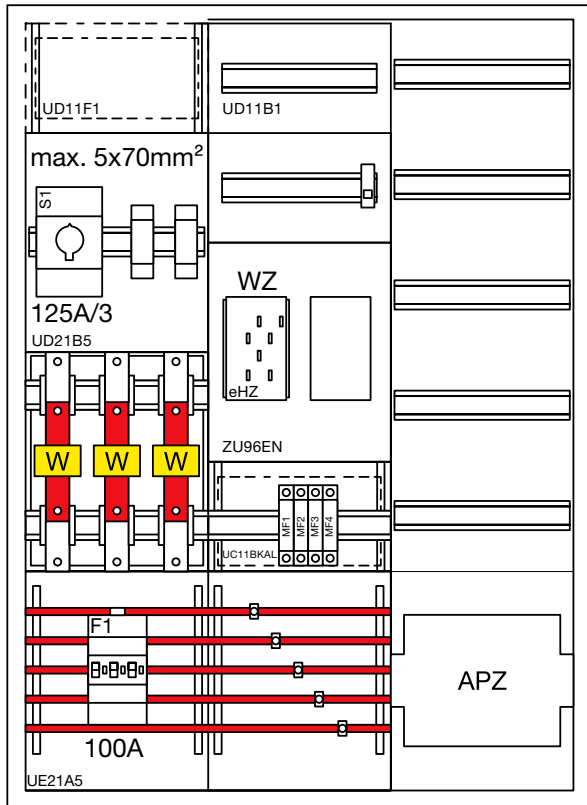 UD11F1
UD11B1
max. 5x70mm²
S1
125A/3
UD21B5
WZ
eHZ
ZU96EN
W W W
MF1 MF2 MF3 MF4
UC11BKAL
F1
100A
UE21A5
APZ